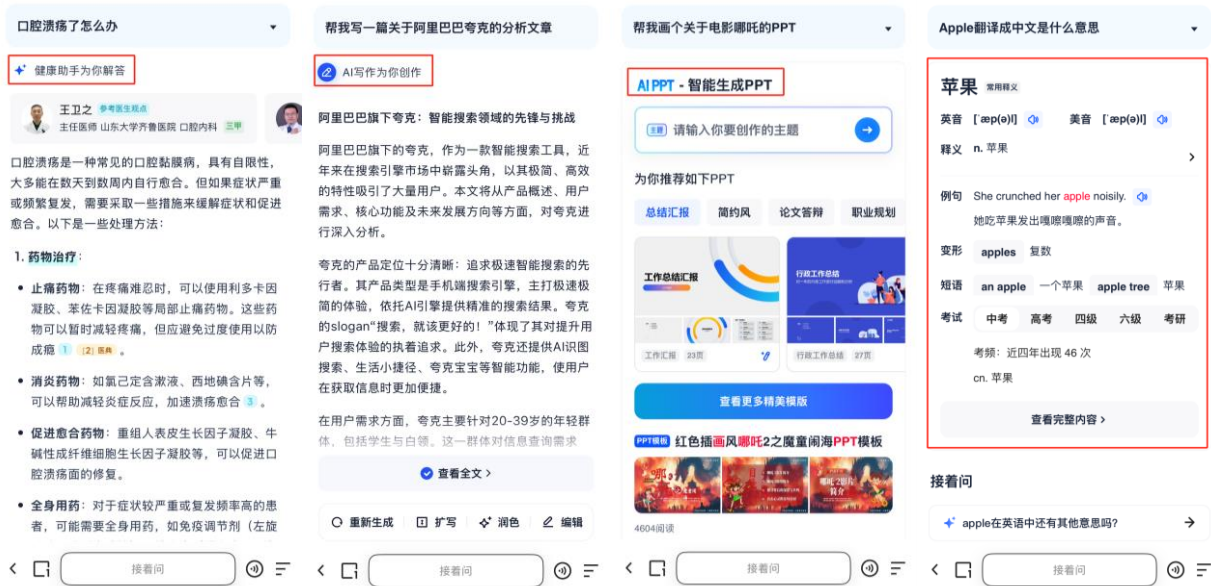 口腔溃疡了怎么办
健康助手为你解答
王卫之 参考医生观点
主任医师 山东大学齐鲁医院 口腔内科 三甲
口腔溃疡是一种常见的口腔黏膜病，具有自限性，
大多能在数天到数周内自行愈合。但如果症状严重
或频繁复发，需要采取一些措施来缓解症状和促进
愈合。以下是一些处理方法：
1. 药物治疗：
• 止痛药物：在疼痛难忍时，可以使用利多卡因
凝胶、苯佐卡因凝胶等局部止痛药物。这些药
物可以暂时减轻疼痛，但应避免过度使用以防
成瘾 1 [2] 医典 。
• 消炎药物：如氯己定含漱液、西地碘含片等，
可以帮助减轻炎症反应，加速溃疡愈合 3 。
• 促进愈合药物：重组人表皮生长因子凝胶、牛
碱性成纤维细胞生长因子凝胶等，可以促进口
腔溃疡面的修复。
• 全身用药：对于症状较严重或复发频率高的患
者，可能需要全身用药，如免疫调节剂（左旋
接着问
帮我写一篇关于阿里巴巴夸克的分析文章
AI写作为你创作
阿里巴巴旗下夸克：智能搜索领域的先锋与挑战
阿里巴巴旗下的夸克，作为一款智能搜索工具，近
年来在搜索引擎市场中崭露头角，以其极简、高效
的特性吸引了大量用户。本文将从产品概述、用户
需求、核心功能及未来发展方向等方面，对夸克进
行深入分析。
夸克的产品定位十分清晰：追求极速智能搜索的先
行者。其产品类型是手机端搜索引擎，主打极速极
简的体验，依托AI引擎提供精准的搜索结果。夸克
的slogan“搜索，就该更好的！”体现了其对提升用
户搜索体验的执着追求。此外，夸克还提供AI识图
搜索、生活小捷径、夸克宝宝等智能功能，使用户
在获取信息时更加便捷。
在用户需求方面，夸克主要针对20-39岁的年轻群
体，包括学生与白领。这一群体对信息查询需求
查看全文
重新生成 扩写 润色 编辑
接着问
帮我画个关于电影哪吒的PPT
AI PPT - 智能生成PPT
主题 请输入你要创作的主题
为你推荐如下PPT
总结汇报 简约风 论文答辩 职业规划
工作总结汇报
行政工作总结
工作汇报 23页
行政工作总结 27页
查看更多精美模版
PPT模板 红色插画风哪吒2之魔童闹海PPT模板
哪吒2影片
简介
4604阅读
接着问
Apple翻译成中文是什么意思
苹果 常用释义
英音 [ˈæp(ə)l] 美音 [ˈæp(ə)l]
释义 n. 苹果
例句 She crunched her apple noisily.
她吃苹果发出嘎嚓嘎嚓的声音。
变形 apples 复数
短语 an apple 一个苹果 apple tree 苹果
考试 中考 高考 四级 六级 考研
考频：近四年出现 46 次
cn. 苹果
查看完整内容
接着问
apple在英语中还有其他意思吗?
接着问